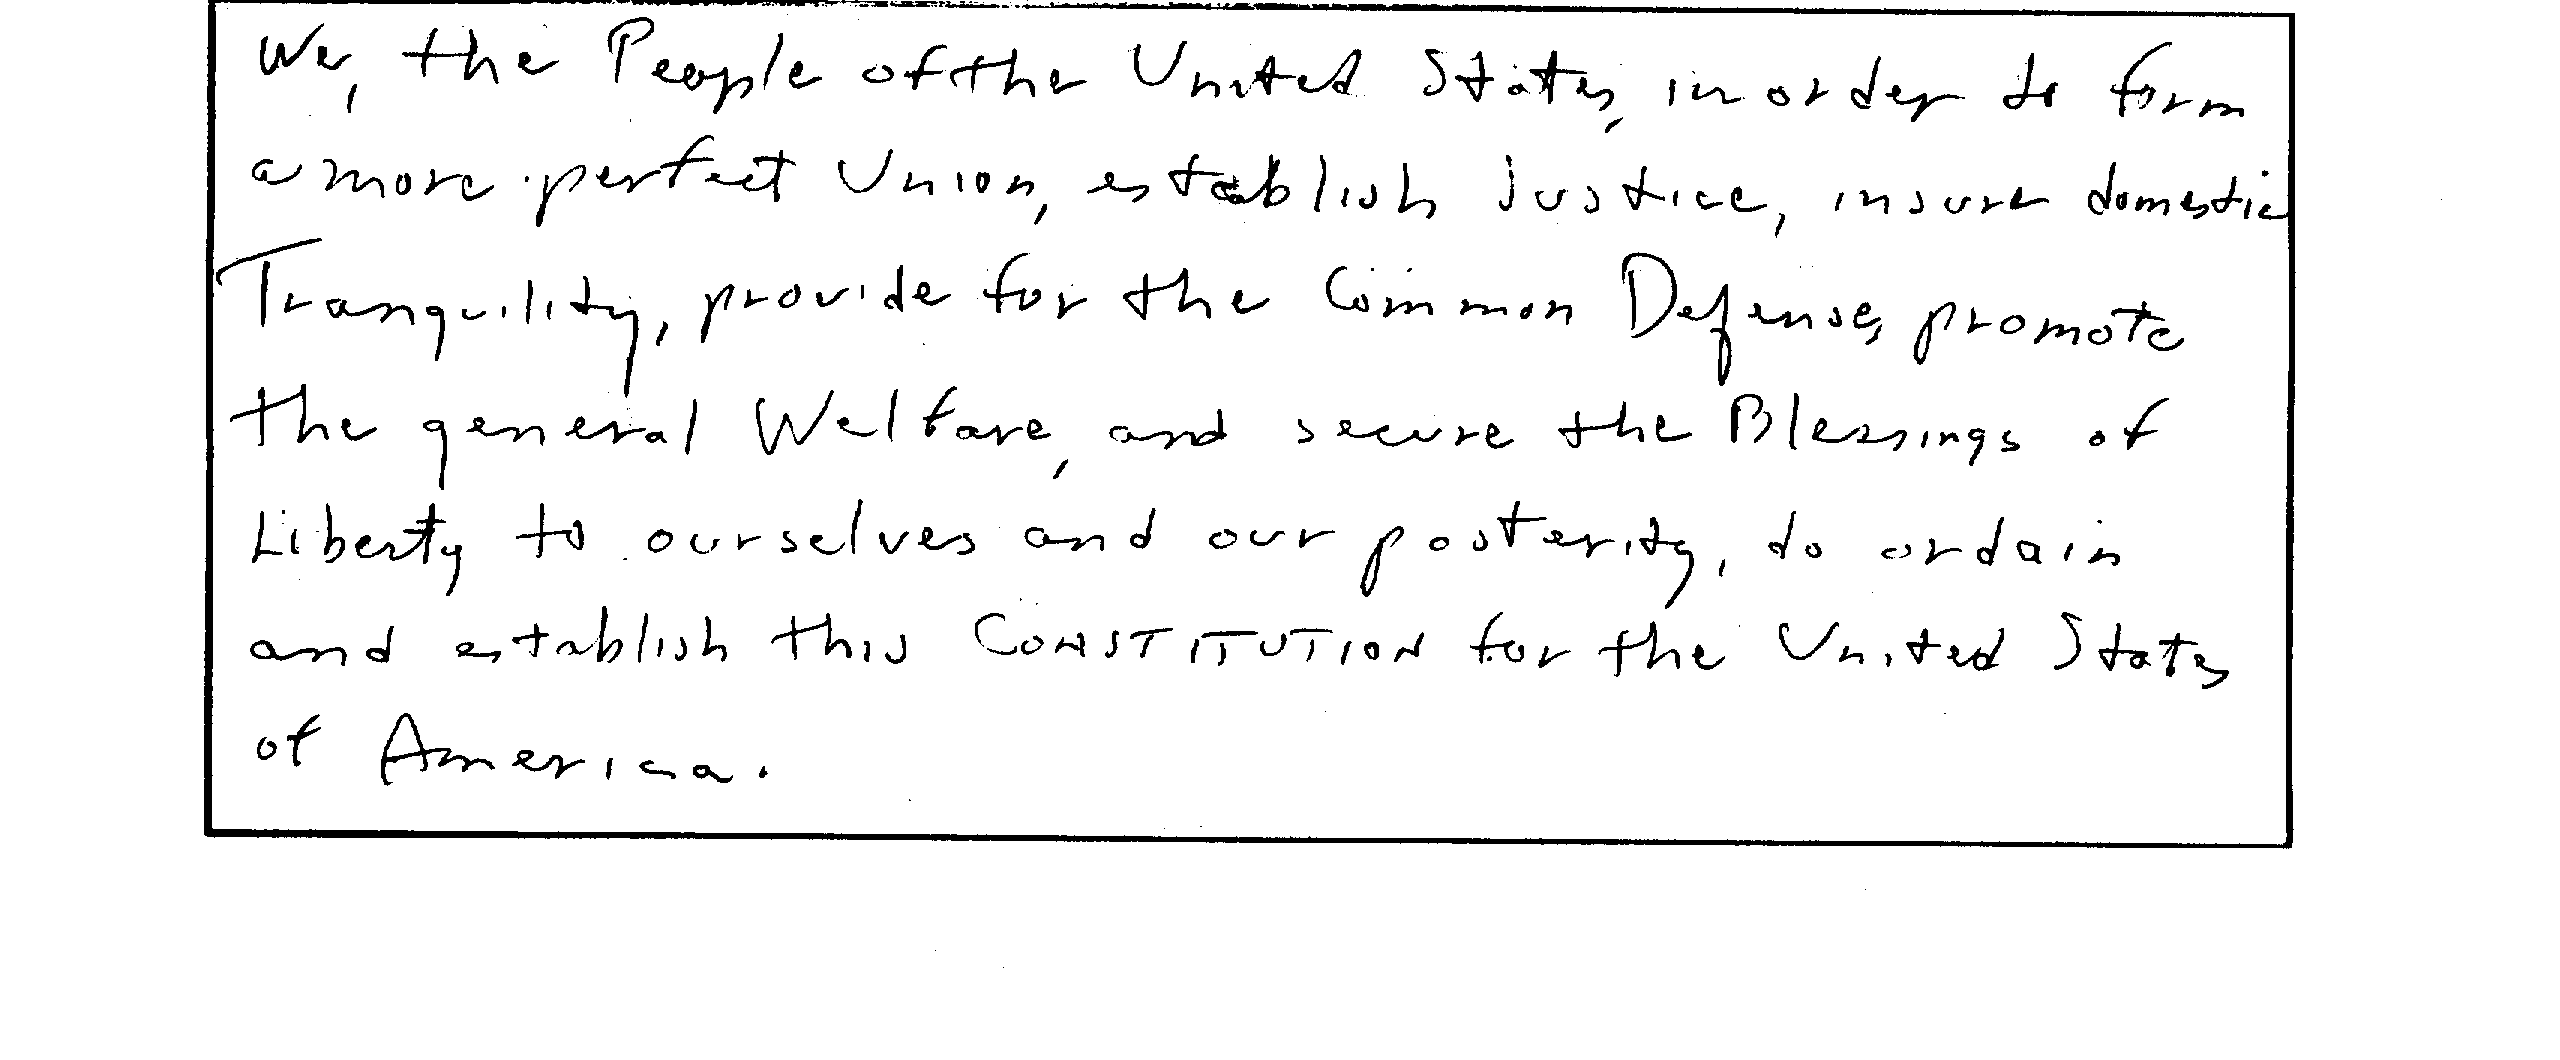 We, the People of the United States, in order to form
a more perfect Union, establish Justice, insure domestic
Tranquility, provide for the Common Defense, promote
the general Welfare, and secure the Blessings of
Liberty to ourselves and our posterity, do ordain
and establish this CONSTITUTION for the United States
of America.